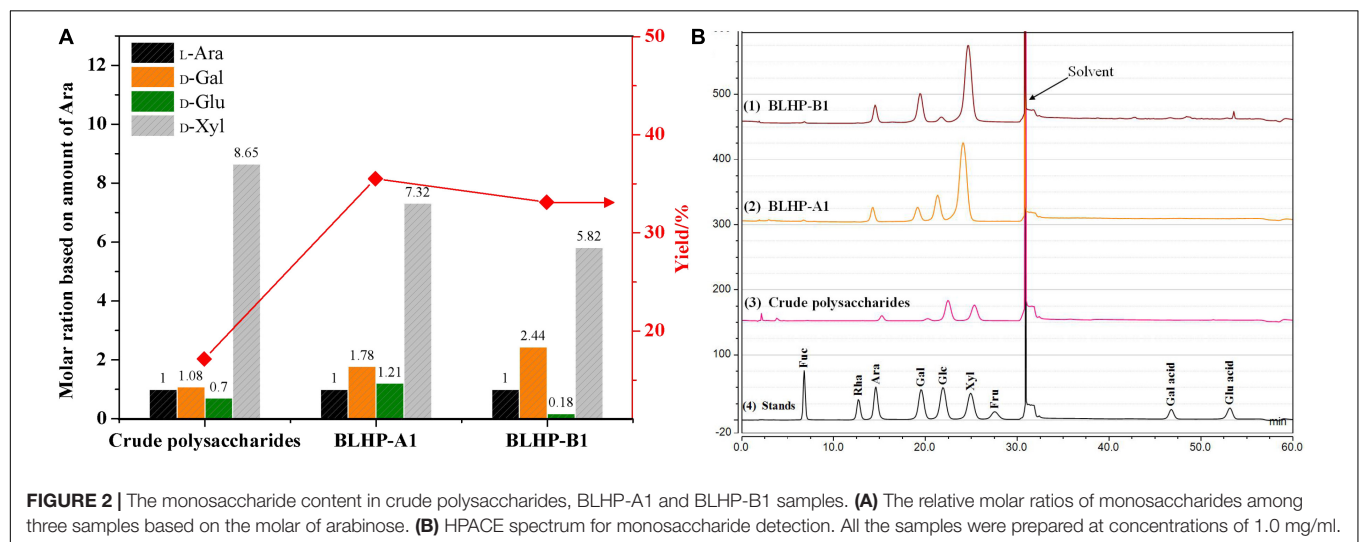 A
L-Ara
D-Gal
D-Glu
D-Xyl
Molar ration based on amount of Ara
12
10
8
6
4
2
0
1
1.08
0.7
8.65
1
1.78
1.21
7.32
1
2.44
0.18
5.82
Crude polysaccharides
BLHP-A1
BLHP-B1
50
40
33
20
Yield/%
B
500
400
300
200
100
-20
(1) BLHP-B1
Solvent
(2) BLHP-A1
(3) Crude polysaccharides
(4) Stands
Fuc
Rha
Ara
Gal
Glc
Xyl
Fru
Gal acid
Glu acid
min
0.0
10.0
20.0
30.0
40.0
50.0
60.0
FIGURE 2 | The monosaccharide content in crude polysaccharides, BLHP-A1 and BLHP-B1 samples. (A) The relative molar ratios of monosaccharides among
three samples based on the molar of arabinose. (B) HPACE spectrum for monosaccharide detection. All the samples were prepared at concentrations of 1.0 mg/ml.